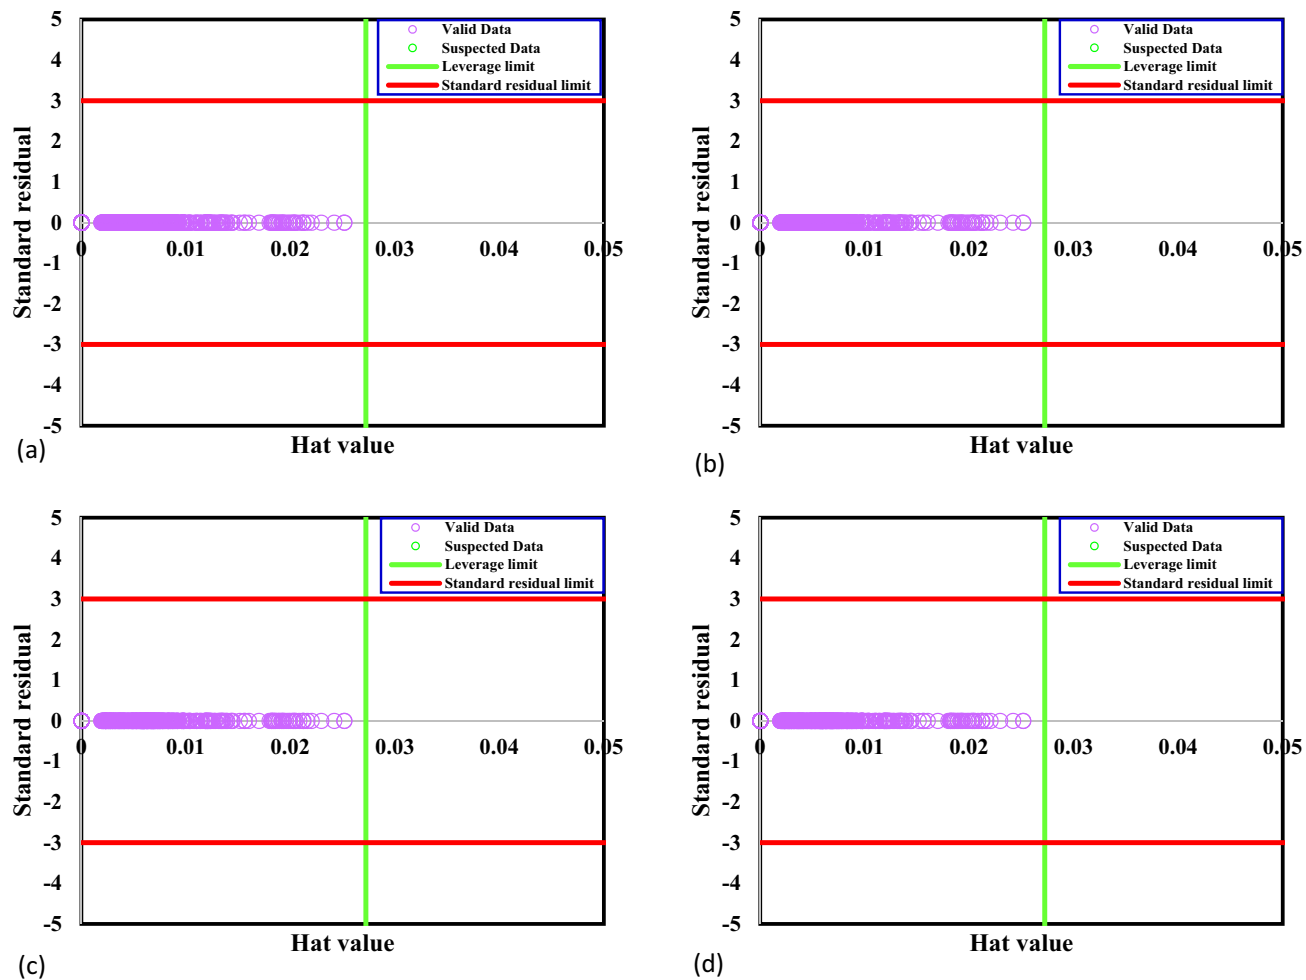 5
4
3
2
1
0
-1
-2
-3
-4
-5
Standard residual
0
0.01
0.02
0.03
0.04
0.05
Hat value
Valid Data
Suspected Data
Leverage limit
Standard residual limit
(a)
5
4
3
2
1
0
-1
-2
-3
-4
-5
Standard residual
0
0.01
0.02
0.03
0.04
0.05
Hat value
Valid Data
Suspected Data
Leverage limit
Standard residual limit
(b)
5
4
3
2
1
0
-1
-2
-3
-4
-5
Standard residual
0
0.01
0.02
0.03
0.04
0.05
Hat value
Valid Data
Suspected Data
Leverage limit
Standard residual limit
(c)
5
4
3
2
1
0
-1
-2
-3
-4
-5
Standard residual
0
0.01
0.02
0.03
0.04
0.05
Hat value
Valid Data
Suspected Data
Leverage limit
Standard residual limit
(d)